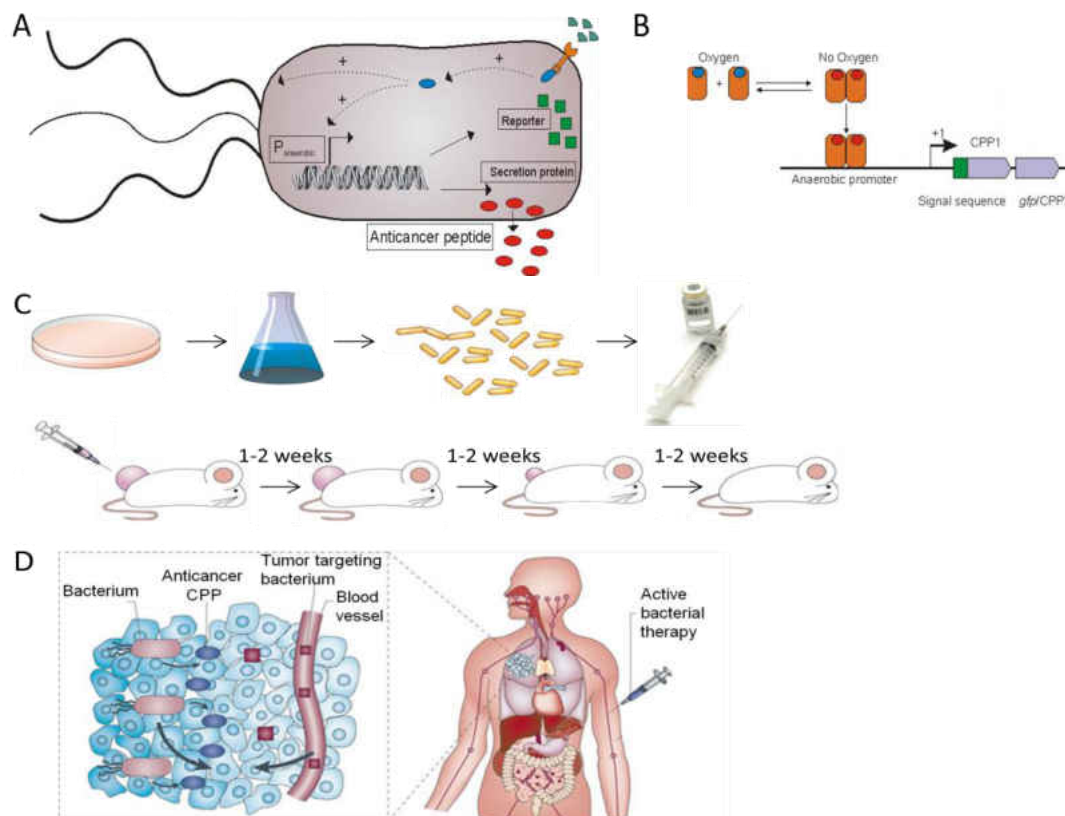 A
+
+
Reporter
P anaerobic
Secretion protein
Anticancer peptide
B
Oxygen
No Oxygen
+
+1
CPP1
Anaerobic promoter
Signal sequence
gfp/CPP
C
1-2 weeks
1-2 weeks
1-2 weeks
D
Bacterium
Anticancer
CPP
Tumor targeting
bacterium
Blood
vessel
Active
bacterial
therapy